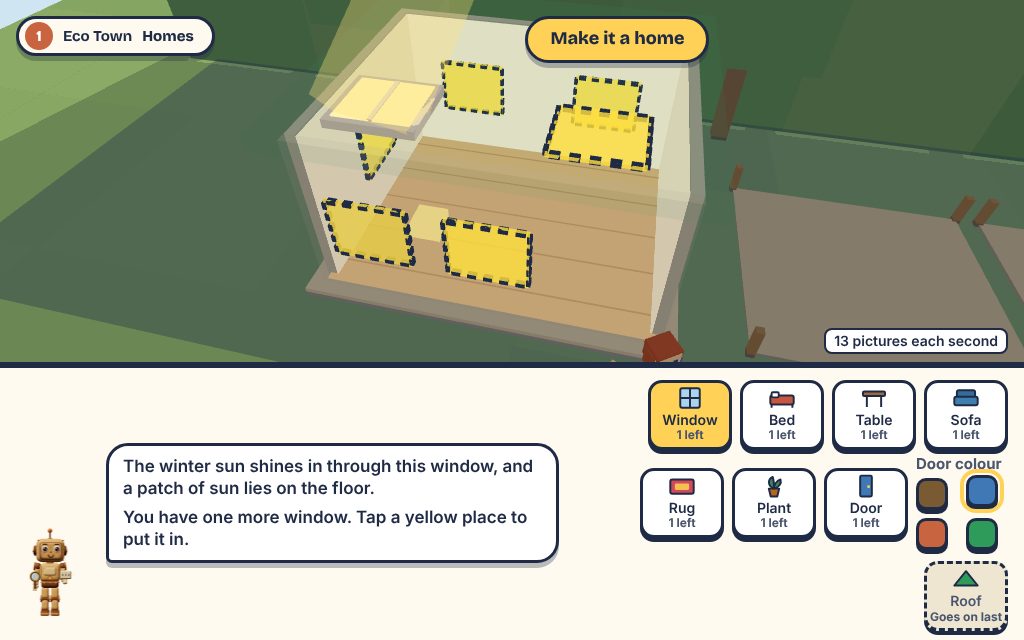 1 Eco Town Homes
Make it a home
13 pictures each second
The winter sun shines in through this window, and
a patch of sun lies on the floor.
You have one more window. Tap a yellow place to
put it in.
Window
1 left
Bed
1 left
Table
1 left
Sofa
1 left
Rug
1 left
Plant
1 left
Door
1 left
Door colour
Roof
Goes on last